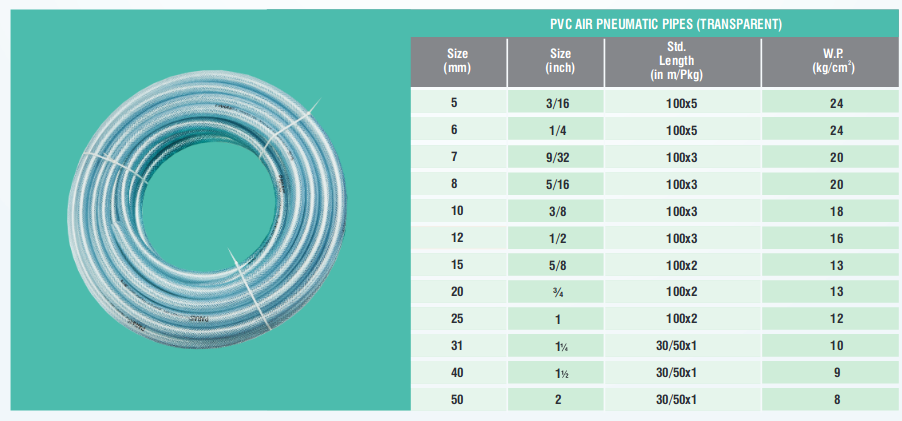 PVC AIR PNEUMATIC PIPES (TRANSPARENT)
Size (mm) Size (inch) Std. Length (in m/Pkg) W.P. (kg/cm²)
5 3/16 100x5 24
6 1/4 100x5 24
7 9/32 100x3 20
8 5/16 100x3 20
10 3/8 100x3 18
12 1/2 100x3 16
15 5/8 100x2 13
20 ¾ 100x2 13
25 1 100x2 12
31 1¼ 30/50x1 10
40 1½ 30/50x1 9
50 2 30/50x1 8